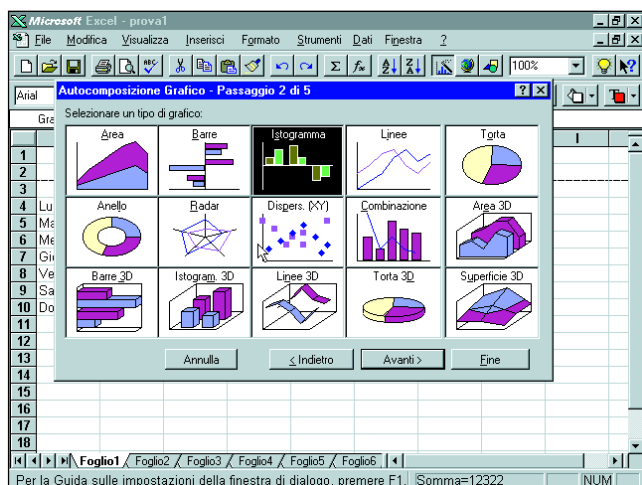 Microsoft Excel - prova1
File Modifica Visualizza Inserisci Formato Strumenti Dati Finestra ?
100%
Arial
Autocomposizione Grafico - Passaggio 2 di 5
Gra
Selezionare un tipo di grafico:
I
Area Barre Istogramma Linee Torta
1
2
3
Anello Radar Dispers. (XY) Combinazione Area 3D
4 Lu
5 Ma
6 Me
7 Gio
8 Ve
Barre 3D Istogram. 3D Linee 3D Torta 3D Superficie 3D
9 Sa
10 Do
11
12
Annulla < Indietro Avanti > Fine
13
14
15
16
17
18
Foglio1 Foglio2 Foglio3 Foglio4 Foglio5 Foglio6
Per la Guida sulle impostazioni della finestra di dialogo, premere F1. Somma=12322 NUM